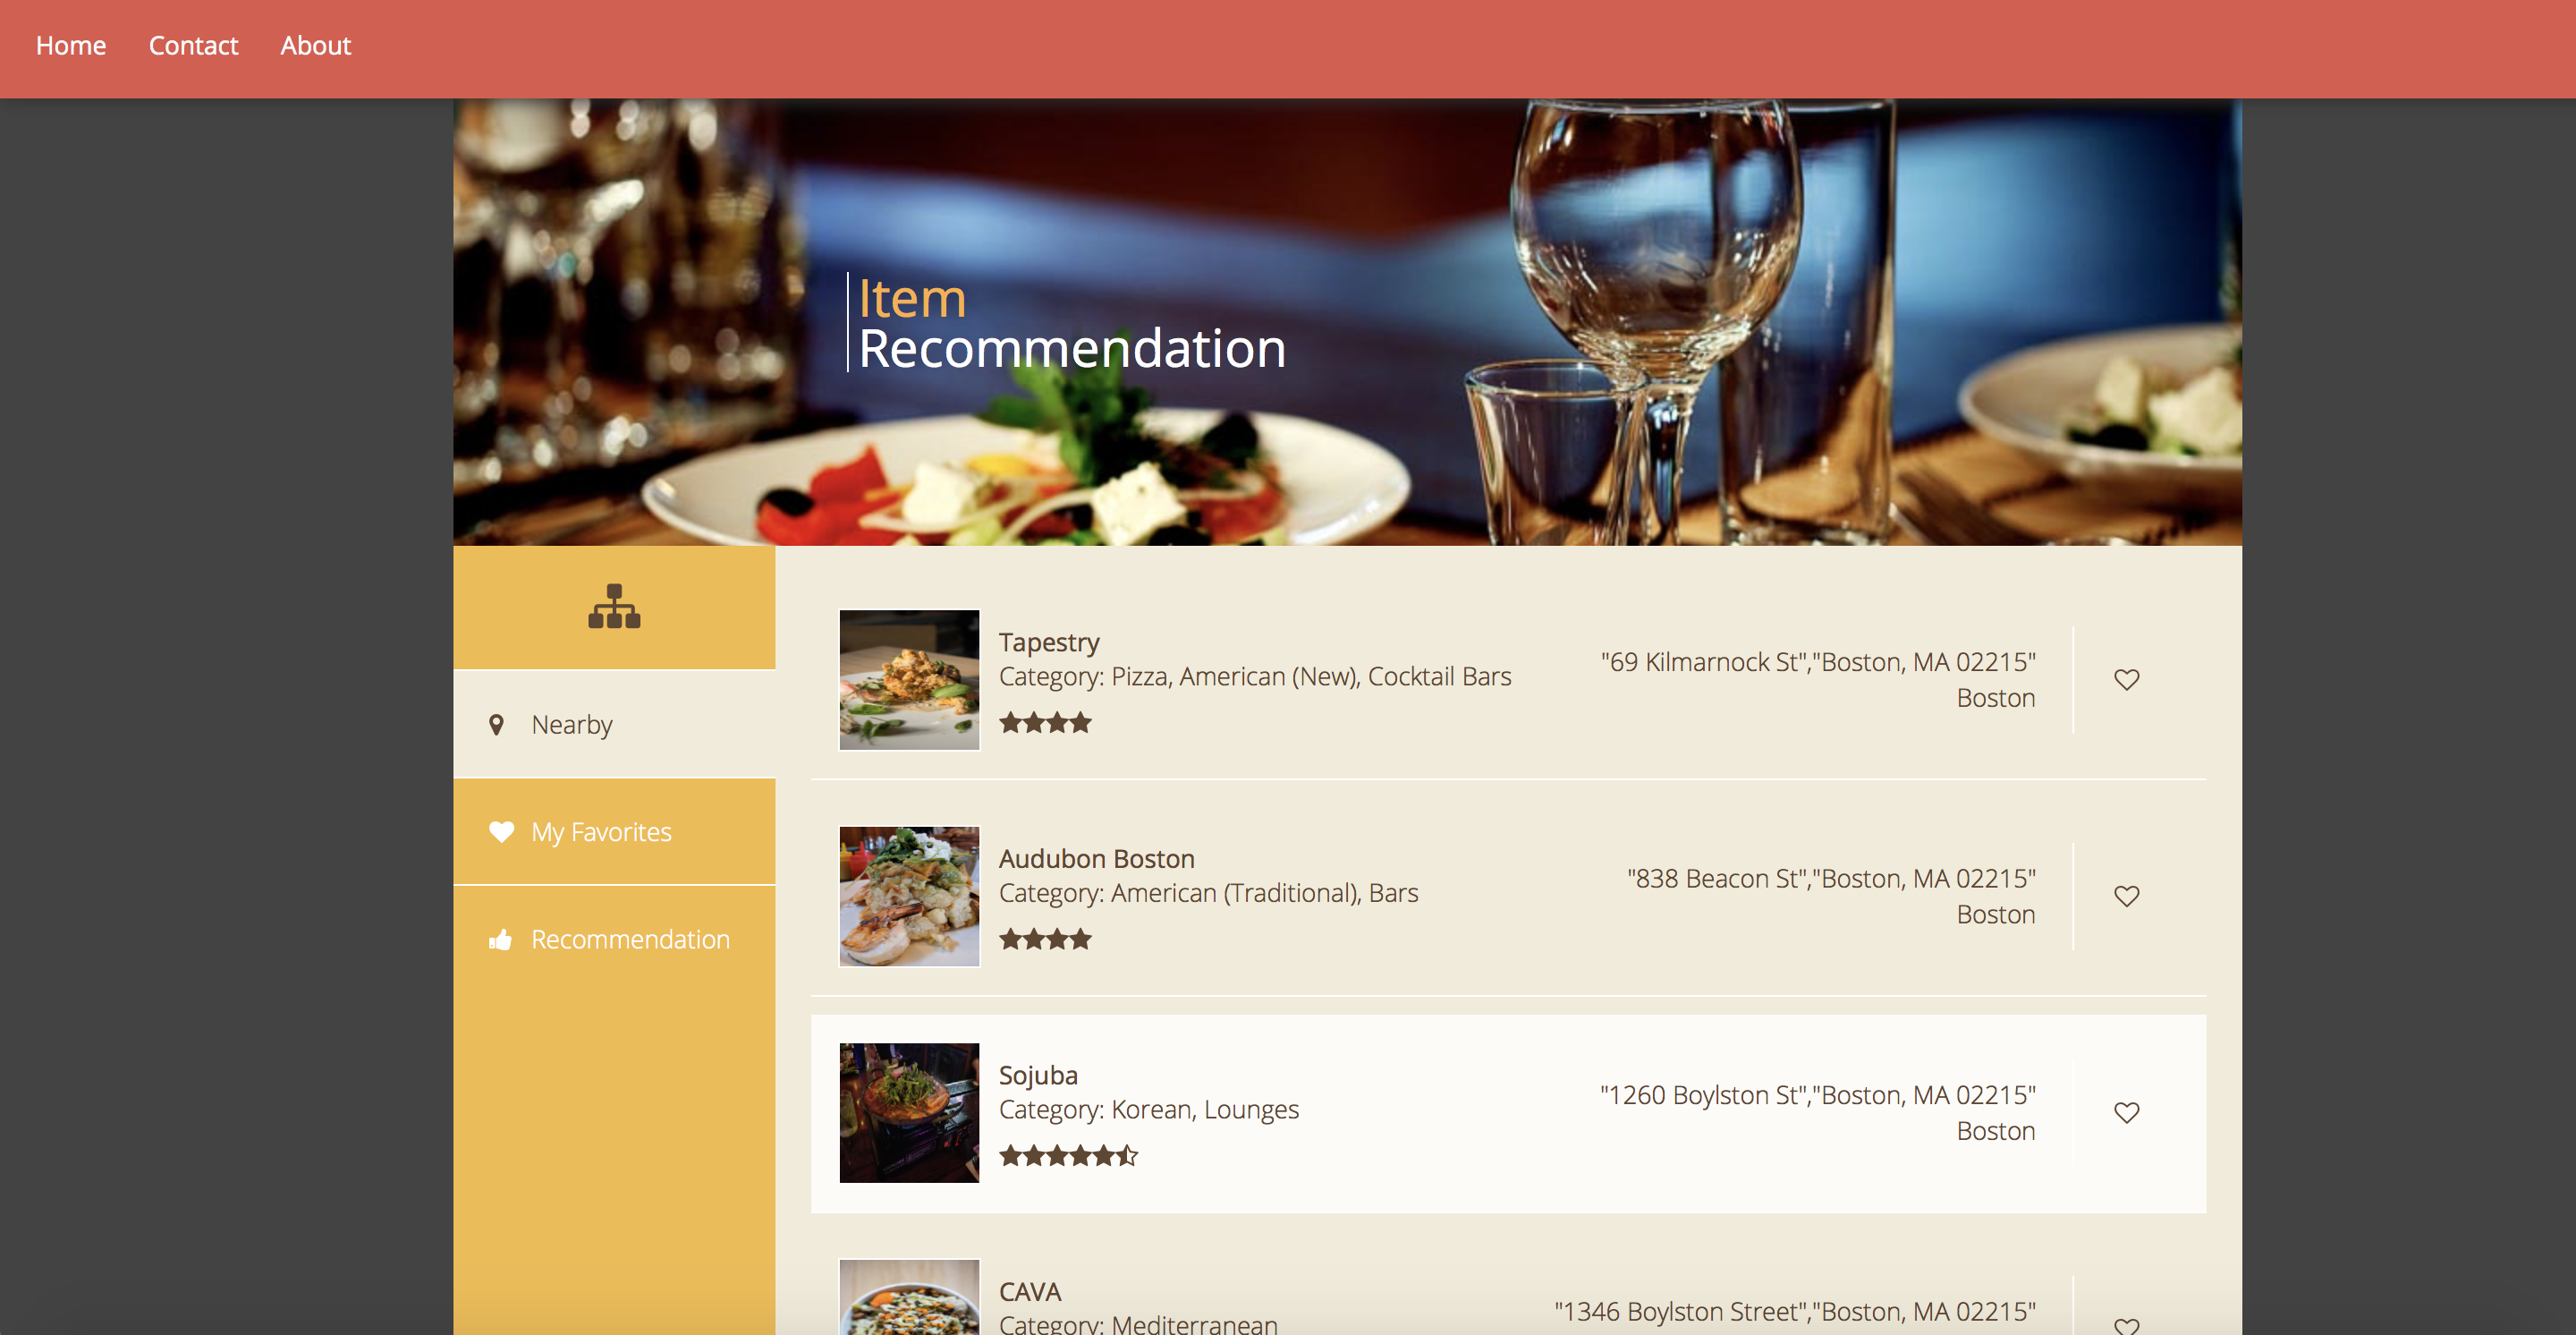 Home Contact About
Item
Recommendation
Nearby
My Favorites
Recommendation
Tapestry
Category: Pizza, American (New), Cocktail Bars
"69 Kilmarnock St","Boston, MA 02215"
Boston
Audubon Boston
Category: American (Traditional), Bars
"838 Beacon St","Boston, MA 02215"
Boston
Sojuba
Category: Korean, Lounges
"1260 Boylston St","Boston, MA 02215"
Boston
CAVA
Category: Mediterranean
"1346 Boylston Street","Boston, MA 02215"